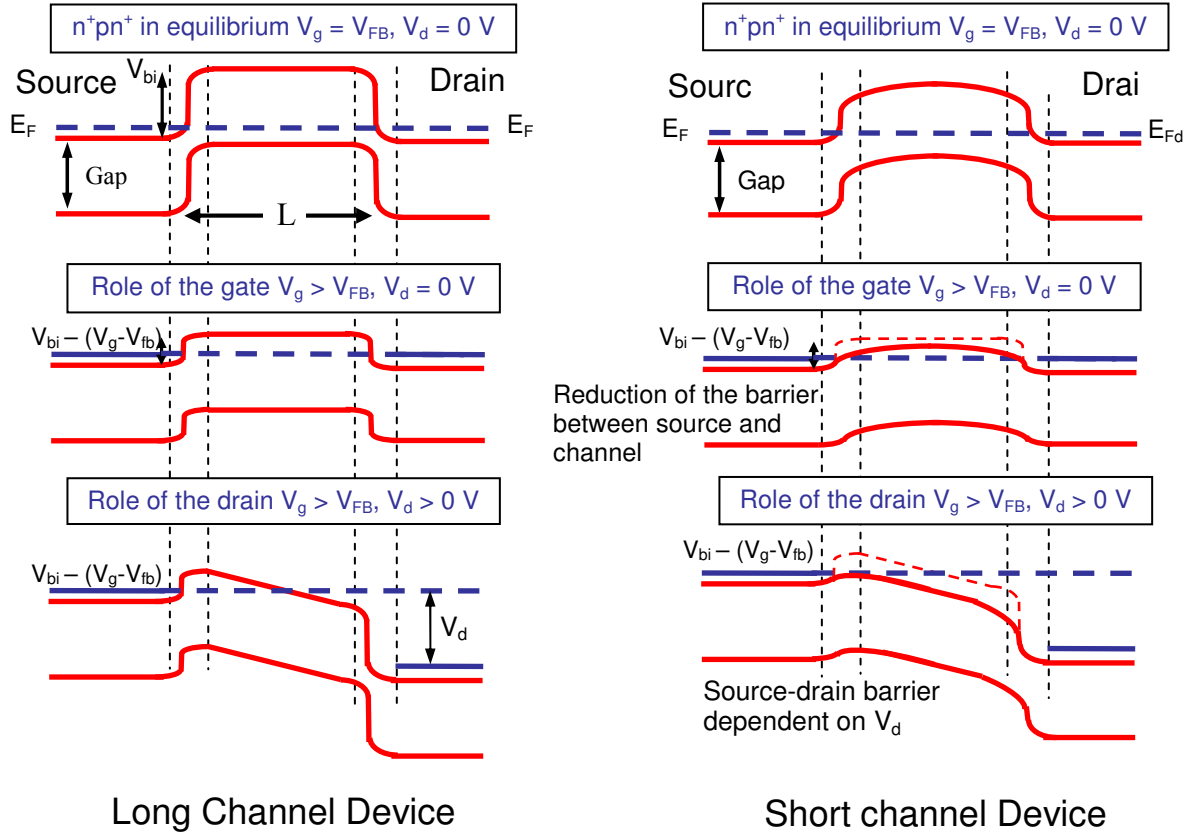 n⁺pn⁺ in equilibrium V_g = V_FB, V_d = 0 V
V_bi
Source
Drain
E_F
E_F
Gap
L
Role of the gate V_g > V_FB, V_d = 0 V
V_bi – (V_g-V_fb)
Role of the drain V_g > V_FB, V_d > 0 V
V_bi – (V_g-V_fb)
V_d
Long Channel Device
n⁺pn⁺ in equilibrium V_g = V_FB, V_d = 0 V
Sourc
Drai
E_F
E_Fd
Gap
Role of the gate V_g > V_FB, V_d = 0 V
V_bi – (V_g-V_fb)
Reduction of the barrier
between source and
channel
Role of the drain V_g > V_FB, V_d > 0 V
V_bi – (V_g-V_fb)
Source-drain barrier
dependent on V_d
Short channel Device